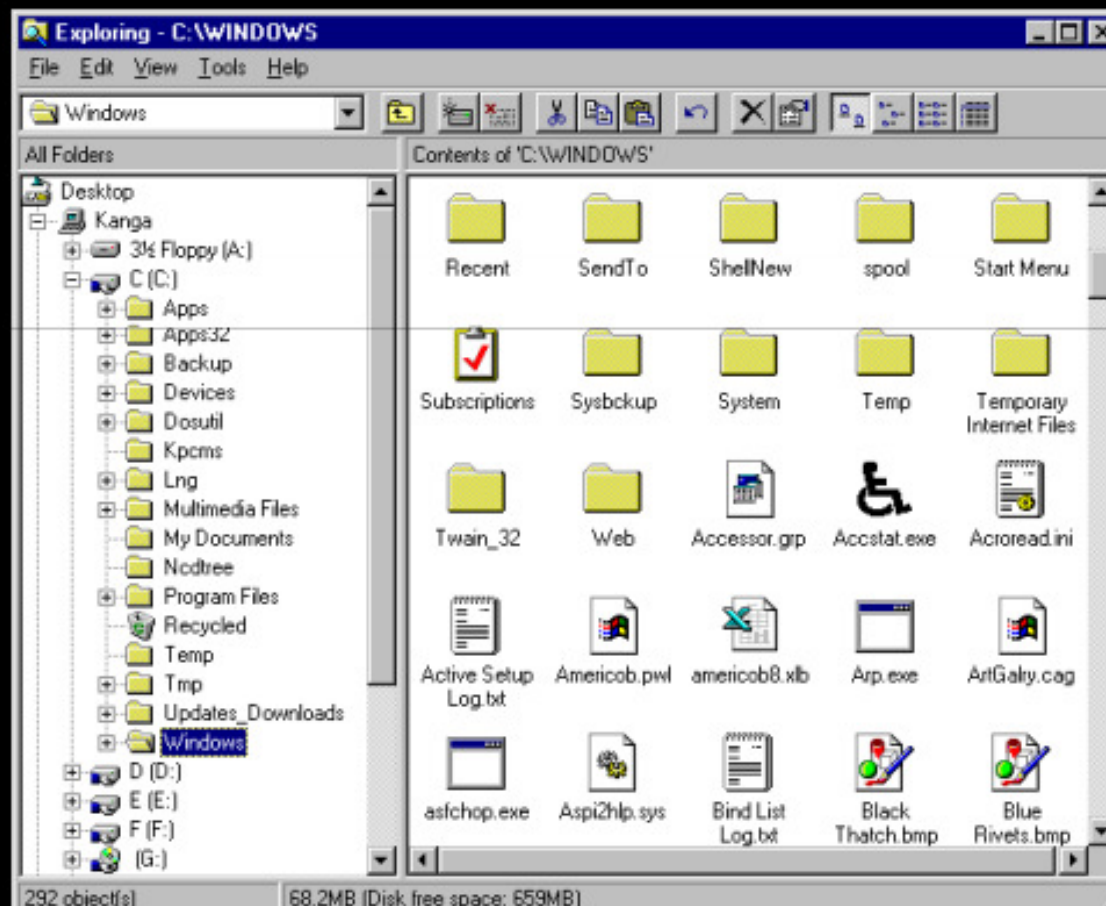 Exploring - C:\WINDOWS
File Edit View Tools Help
Windows
All Folders
Contents of 'C:\WINDOWS'
Desktop
Kanga
3½ Floppy (A:)
C (C:)
Apps
Apps32
Backup
Devices
Dosutil
Kpcms
Lng
Multimedia Files
My Documents
Ncdtree
Program Files
Recycled
Temp
Tmp
Updates_Downloads
Windows
D (D:)
E (E:)
F (F:)
(G:)
Recent SendTo ShellNew spool Start Menu
Subscriptions Sysbckup System Temp Temporary
Internet Files
Twain_32 Web Accessor.grp Accstat.exe Acroread.ini
Active Setup Americob.pwl americob8.xlb Arp.exe ArtGalry.cag
Log.txt
asfchop.exe Aspi2hlp.sys Bind List Black Blue
Log.txt Thatch.bmp Rivets.bmp
292 object(s) 68.2MB (Disk free space: 659MB)